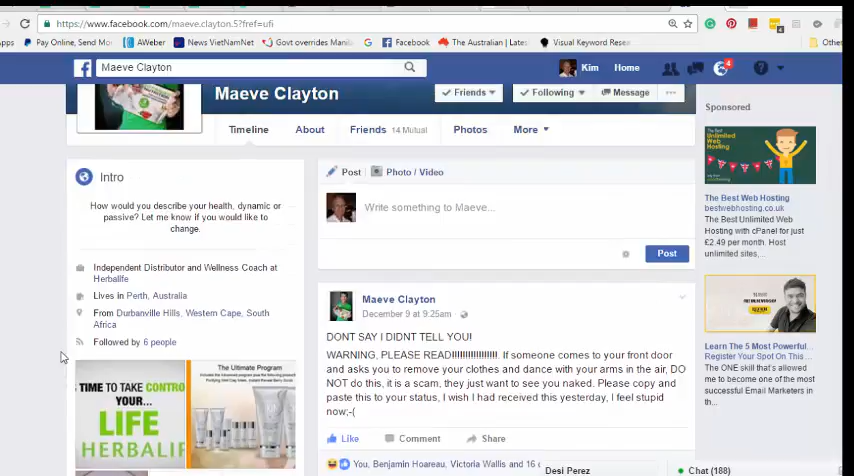 https://www.facebook.com/maeve.clayton.5?fref=ufi
Apps Pay Online, Send Mon AWeber News VietNamNet Govt overrides Manila Facebook The Australian | Latest Visual Keyword Rese Other
Maeve Clayton Kim Home 4
Maeve Clayton
Friends Following Message ...
Timeline About Friends 14 Mutual Photos More
Sponsored
Intro
How would you describe your health, dynamic or
passive? Let me know if you would like to
change.
Independent Distributor and Wellness Coach at
Herbalife
Lives in Perth, Australia
From Durbanville Hills, Western Cape, South
Africa
Followed by 6 people
TIME TO TAKE CONTRO
YOUR...
LIFE
HERBALIF
The Ultimate Program
Post Photo / Video
Write something to Maeve...
Post
Maeve Clayton
December 9 at 9:25am
DONT SAY I DIDNT TELL YOU!
WARNING, PLEASE READ!!!!!!!!!!!!!!!!!!. If someone comes to your front door
and asks you to remove your clothes and dance with your arms in the air, DO
NOT do this, it is a scam, they just want to see you naked. Please copy and
paste this to your status, I wish I had received this yesterday, I feel stupid
now;-(
Like Comment Share
You, Benjamin Hoareau, Victoria Wallis and 16 o
The Best Web Hosting
bestwebhosting.co.uk
The Best Unlimited Web
Hosting with cPanel for just
£2.49 per month. Host
unlimited sites,...
Learn The 5 Most Powerful...
Register Your Spot On This ...
The ONE skill that's allowed
me to become one of the most
successful Email Marketers in
th...
Desi Perez
Chat (188)